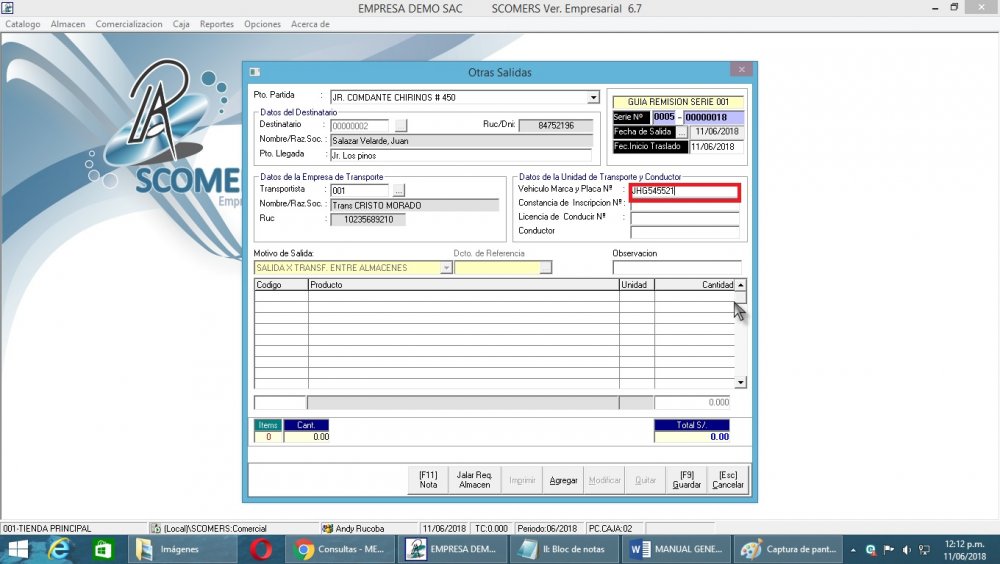 EMPRESA DEMO SAC SCOMERS Ver. Empresarial 6.7
Catalogo Almacen Comercialización Caja Reportes Opciones Acerca de
Otras Salidas
Pto. Partida : JR. COMDANTE CHIRINOS # 450
GUIA REMISION SERIE 001
Datos del Destinatario
Serie Nº 0005 - 00000018
Destinatario : 00000002 ... Ruc/Dni: 84752196
Fecha de Salida ... 11/06/2018
Nombre/Raz.Soc. : Salazar Velarde, Juan
Fec.Inicio Traslado 11/06/2018
Pto. Llegada : Jr. Los pinos
Datos de la Empresa de Transporte
Transportista : 001 ...
Nombre/Raz.Soc. : Trans CRISTO MORADO
Ruc : 10235689210
Datos de la Unidad de Transporte y Conductor
Vehiculo Marca y Placa Nº : JHG545521
Constancia de Inscripcion Nº :
Licencia de Conducir Nº :
Conductor
SCOMERS
Emp
Motivo de Salida: Dcto. de Referencia Observacion
SALIDA X TRANSF. ENTRE ALMACENES ...
Codigo Producto Unidad Cantidad
0.000
Items Cant. Total S/.
0 0.00 0.00
[F11] Nota
Jalar Req. Almacen
Imprimir
Agregar
Modificar
Quitar
[F9] Guardar
[Esc] Cancelar
001-TIENDA PRINCIPAL (Local)\SCOMERS:Comercial Andy Rucoba 11/06/2018 TC:0.000 Periodo:06/2018 PC.CAJA:02
Imágenes Consultas - ME... EMPRESA DEM... II: Bloc de notas MANUAL GENE... Captura de pant...
12:12 p.m.
11/06/2018